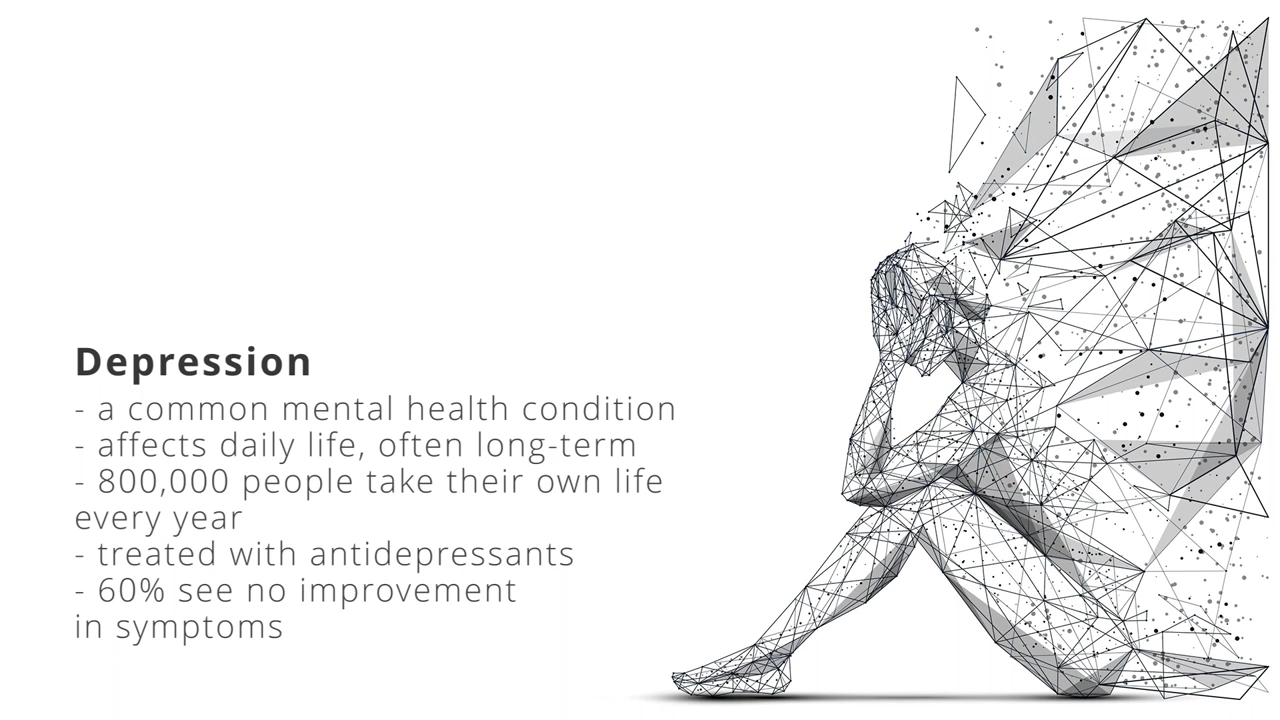 Depression
- a common mental health condition
- affects daily life, often long-term
- 800,000 people take their own life
every year
- treated with antidepressants
- 60% see no improvement
in symptoms